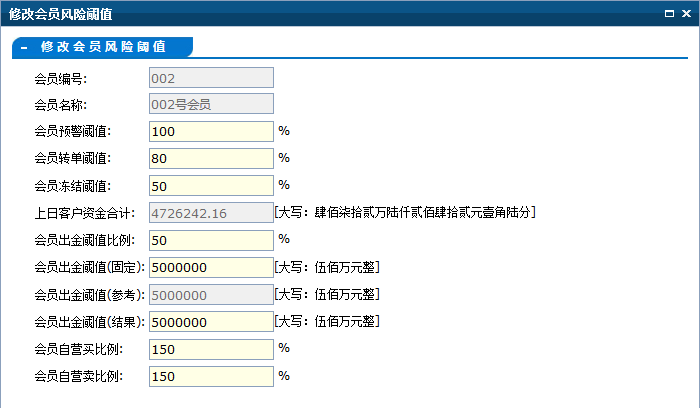 修改会员风险阈值
- 修改会员风险阈值
会员编号: 002
会员名称: 002号会员
会员预警阈值: 100 %
会员转单阈值: 80 %
会员冻结阈值: 50 %
上日客户资金合计: 4726242.16 [大写：肆佰柒拾贰万陆仟贰佰肆拾贰元壹角陆分]
会员出金阈值比例: 50 %
会员出金阈值(固定): 5000000 [大写：伍佰万元整]
会员出金阈值(参考): 5000000 [大写：伍佰万元整]
会员出金阈值(结果): 5000000 [大写：伍佰万元整]
会员自营买比例: 150 %
会员自营卖比例: 150 %